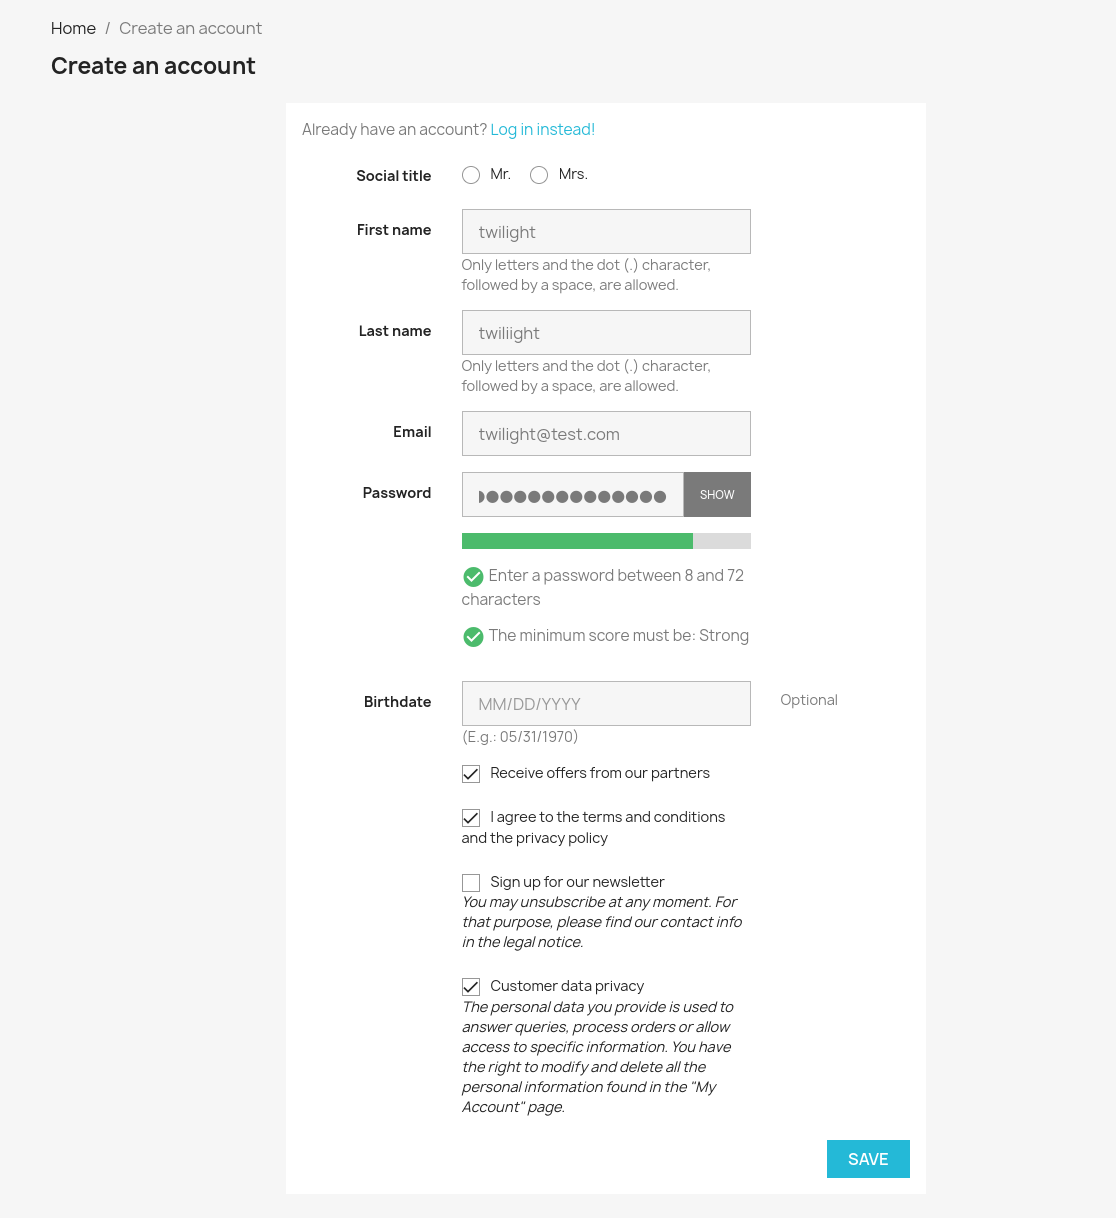 Home / Create an account
Create an account
Already have an account? Log in instead!
Social title Mr. Mrs.
First name twilight
Only letters and the dot (.) character,
followed by a space, are allowed.
Last name twiliight
Only letters and the dot (.) character,
followed by a space, are allowed.
Email twilight@test.com
Password ●●●●●●●●●●●●●● SHOW
Enter a password between 8 and 72
characters
The minimum score must be: Strong
Birthdate MM/DD/YYYY Optional
(E.g.: 05/31/1970)
Receive offers from our partners
I agree to the terms and conditions
and the privacy policy
Sign up for our newsletter
You may unsubscribe at any moment. For
that purpose, please find our contact info
in the legal notice.
Customer data privacy
The personal data you provide is used to
answer queries, process orders or allow
access to specific information. You have
the right to modify and delete all the
personal information found in the "My
Account" page.
SAVE